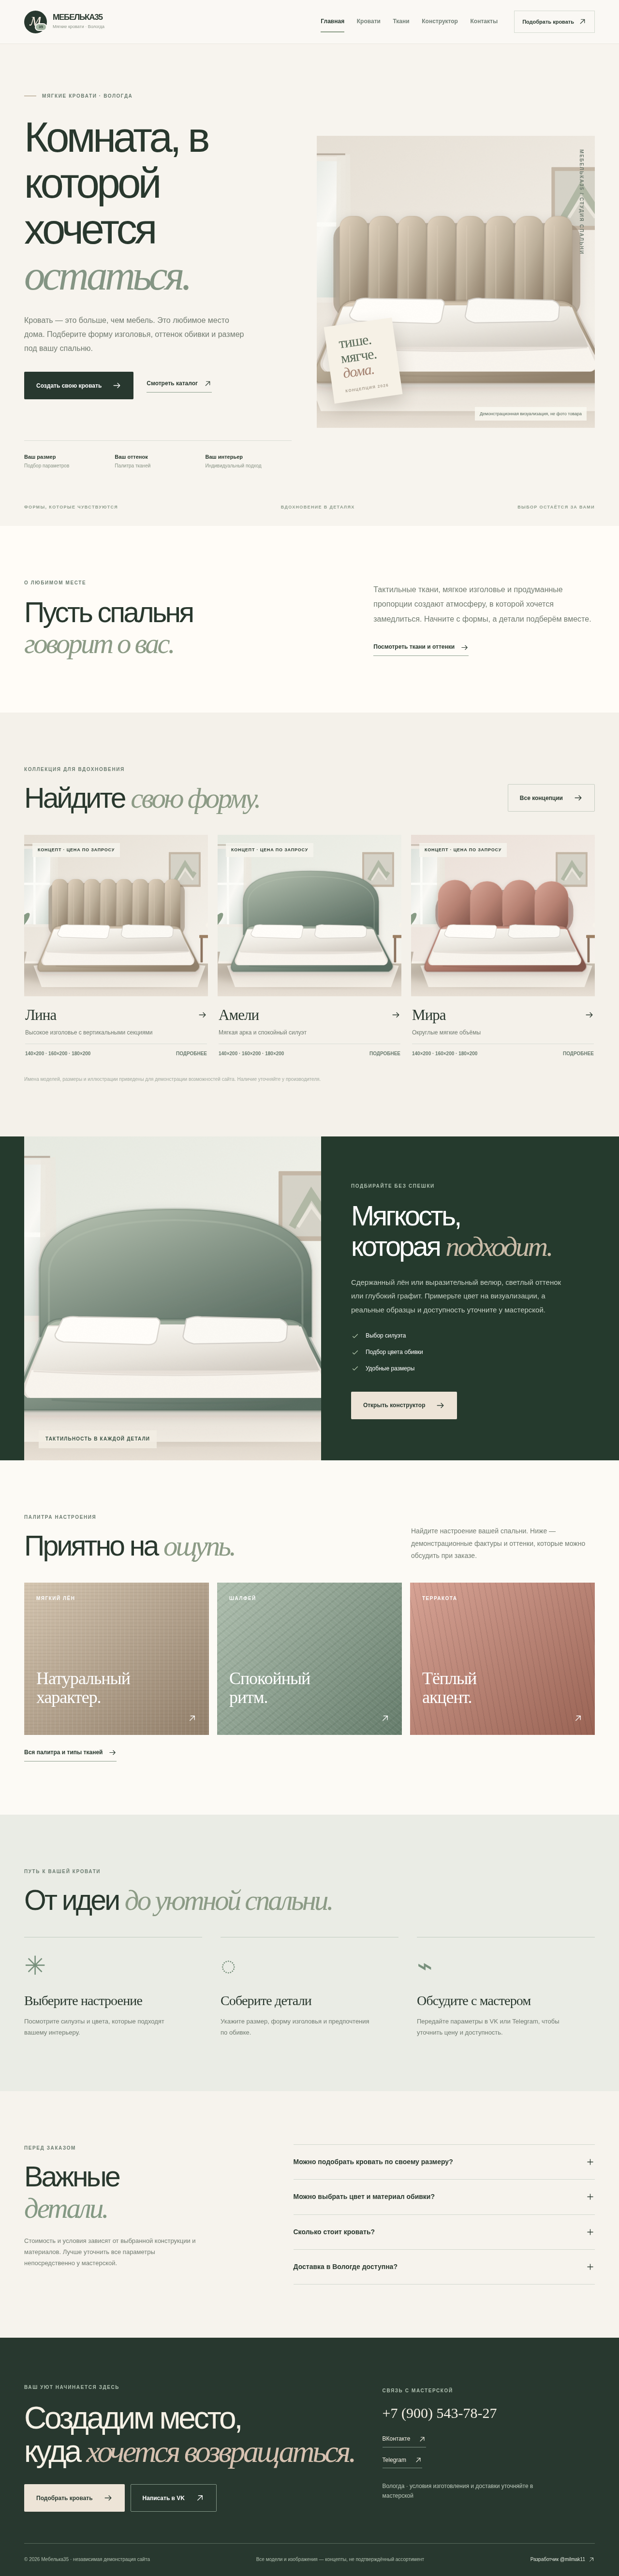 МЕБЕЛЬКА35
Мягкие кровати · Вологда
Главная
Кровати
Ткани
Конструктор
Контакты
Подобрать кровать
МЯГКИЕ КРОВАТИ · ВОЛОГДА
Комната, в
которой
хочется
остаться.
Кровать — это больше, чем мебель. Это любимое место
дома. Подберите форму изголовья, оттенок обивки и размер
под вашу спальню.
Создать свою кровать
Смотреть каталог
Ваш размер
Подбор параметров
Ваш оттенок
Палитра тканей
Ваш интерьер
Индивидуальный подход
тише.
мягче.
дома.
Демонстрационная визуализация, не фото товара
ФОРМЫ, КОТОРЫЕ ЧУВСТВУЮТСЯ
ВДОХНОВЕНИЕ В ДЕТАЛЯХ
ВЫБОР ОСТАЁТСЯ ЗА ВАМИ
О ЛЮБИМОМ МЕСТЕ
Пусть спальня
говорит о вас.
Тактильные ткани, мягкое изголовье и продуманные
пропорции создают атмосферу, в которой хочется
замедлиться. Начните с формы, а детали подберём вместе.
Посмотреть ткани и оттенки
КОЛЛЕКЦИЯ ДЛЯ ВДОХНОВЕНИЯ
Найдите свою форму.
Все концепции
КОНЦЕПТ · ЦЕНА ПО ЗАПРОСУ
Лина
Высокое изголовье с вертикальными секциями
140×200 · 160×200 · 180×200
ПОДРОБНЕЕ
КОНЦЕПТ · ЦЕНА ПО ЗАПРОСУ
Амели
Мягкая арка и спокойный силуэт
140×200 · 160×200 · 180×200
ПОДРОБНЕЕ
КОНЦЕПТ · ЦЕНА ПО ЗАПРОСУ
Мира
Округлые мягкие объёмы
140×200 · 160×200 · 180×200
ПОДРОБНЕЕ
Имена моделей, размеры и иллюстрации приведены для демонстрации возможностей сайта. Наличие уточняйте у производителя.
ТАКТИЛЬНОСТЬ В КАЖДОЙ ДЕТАЛИ
ПОДБИРАЙТЕ БЕЗ СПЕШКИ
Мягкость,
которая подходит.
Сдержанный лён или выразительный велюр, светлый оттенок
или глубокий графит. Примерьте цвет на визуализации, а
реальные образцы и доступность уточните у мастерской.
Выбор силуэта
Подбор цвета обивки
Удобные размеры
Открыть конструктор
ПАЛИТРА НАСТРОЕНИЯ
Приятно на ощупь.
Найдите настроение вашей спальни. Ниже —
демонстрационные фактуры и оттенки, которые можно
обсудить при заказе.
МЯГКИЙ ЛЁН
Натуральный
характер.
ШАЛФЕЙ
Спокойный
ритм.
ТЕРРАКОТА
Тёплый
акцент.
Вся палитра и типы тканей
ПУТЬ К ВАШЕЙ КРОВАТИ
От идеи до уютной спальни.
Выберите настроение
Посмотрите силуэты и цвета, которые подходят
вашему интерьеру.
Соберите детали
Укажите размер, форму изголовья и предпочтения
по обивке.
Обсудите с мастером
Передайте параметры в VK или Telegram, чтобы
уточнить цену и доступность.
ПЕРЕД ЗАКАЗОМ
Важные
детали.
Стоимость и условия зависят от выбранной конструкции и
материалов. Лучше уточнить все параметры
непосредственно у мастерской.
Можно подобрать кровать по своему размеру?
Можно выбрать цвет и материал обивки?
Сколько стоит кровать?
Доставка в Вологде доступна?
ВАШ УЮТ НАЧИНАЕТСЯ ЗДЕСЬ
Создадим место,
куда хочется возвращаться.
Подобрать кровать
Написать в VK
СВЯЗЬ С МАСТЕРСКОЙ
+7 (900) 543-78-27
ВКонтакте
Telegram
Вологда · условия изготовления и доставки уточняйте в
мастерской
© 2026 Мебелька35 · независимая демонстрация сайта
Все модели и изображения — концепты, не подтверждённый ассортимент
Разработчик @milmak11